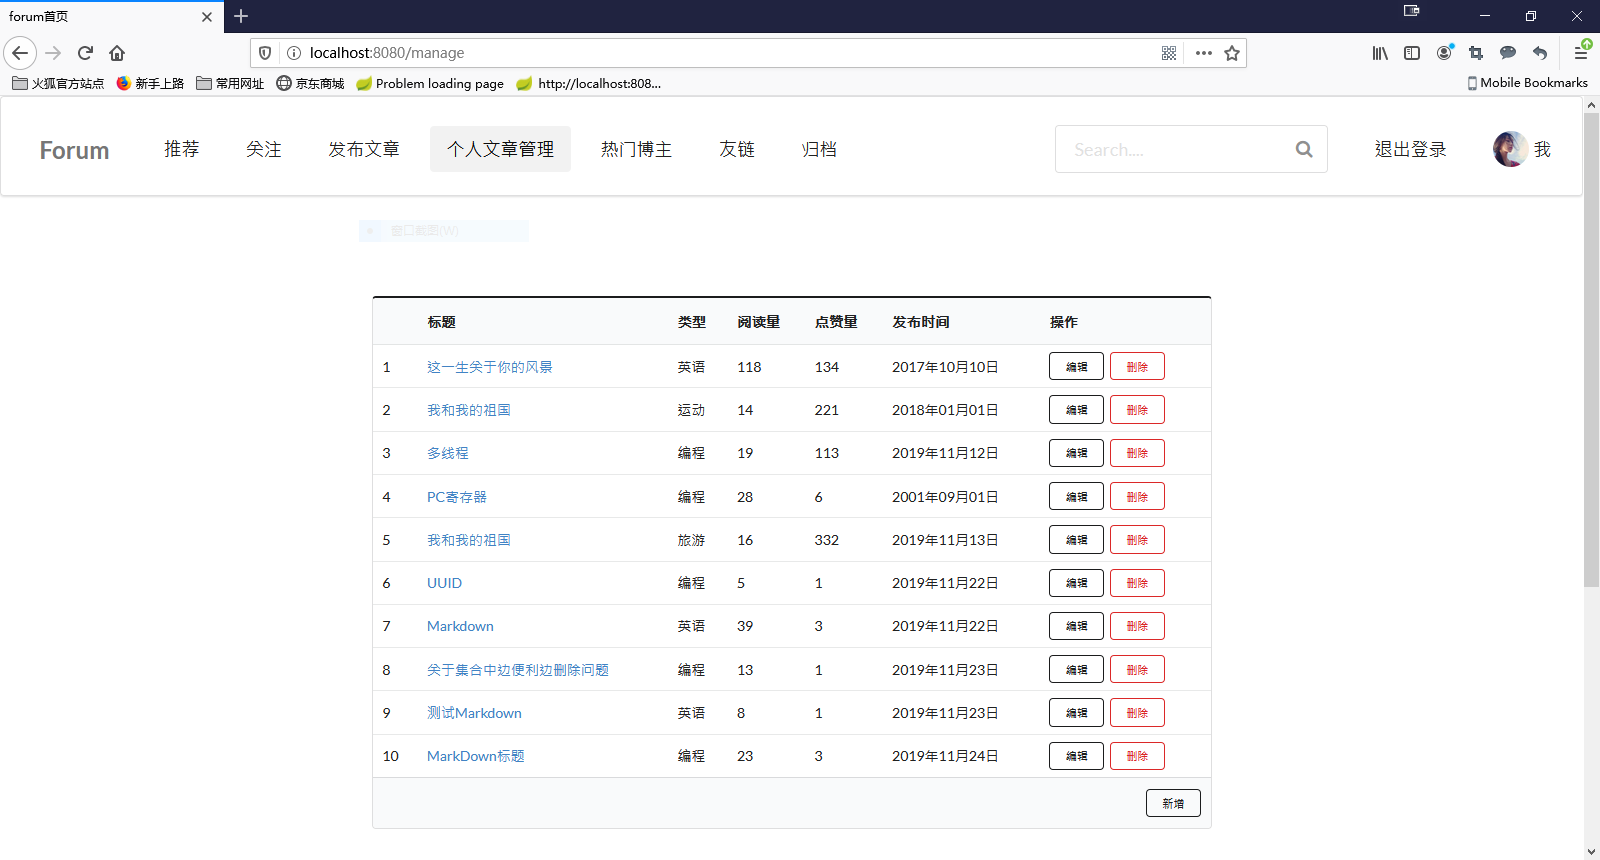 forum首页
localhost:8080/manage
火狐官方站点 新手上路 常用网址 京东商城 Problem loading page http://localhost:808... Mobile Bookmarks
Forum 推荐 关注 发布文章 个人文章管理 热门博主 友链 归档 Search.... 退出登录 我
窗口截图(W)
标题 类型 阅读量 点赞量 发布时间 操作
1 这一生关于你的风景 英语 118 134 2017年10月10日 编辑 删除
2 我和我的祖国 运动 14 221 2018年01月01日 编辑 删除
3 多线程 编程 19 113 2019年11月12日 编辑 删除
4 PC寄存器 编程 28 6 2001年09月01日 编辑 删除
5 我和我的祖国 旅游 16 332 2019年11月13日 编辑 删除
6 UUID 编程 5 1 2019年11月22日 编辑 删除
7 Markdown 英语 39 3 2019年11月22日 编辑 删除
8 关于集合中边便利边删除问题 编程 13 1 2019年11月23日 编辑 删除
9 测试Markdown 英语 8 1 2019年11月23日 编辑 删除
10 MarkDown标题 编程 23 3 2019年11月24日 编辑 删除
新增